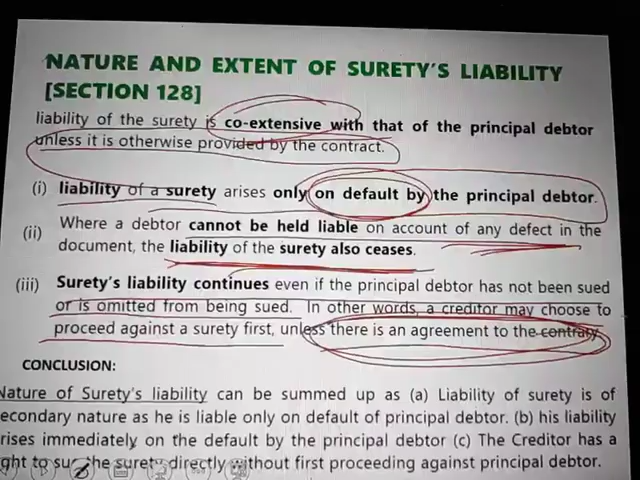 NATURE AND EXTENT OF SURETY'S LIABILITY
[SECTION 128]
liability of the surety is co-extensive with that of the principal debtor
unless it is otherwise provided by the contract.
(i) liability of a surety arises only on default by the principal debtor.
(ii) Where a debtor cannot be held liable on account of any defect in the
document, the liability of the surety also ceases.
(iii) Surety's liability continues even if the principal debtor has not been sued
or is omitted from being sued. In other words, a creditor may choose to
proceed against a surety first, unless there is an agreement to the contrary.
CONCLUSION:
Nature of Surety's liability can be summed up as (a) Liability of surety is of
econdary nature as he is liable only on default of principal debtor. (b) his liability
rises immediately on the default by the principal debtor (c) The Creditor has a
ght to sue the surety directly without first proceeding against principal debtor.